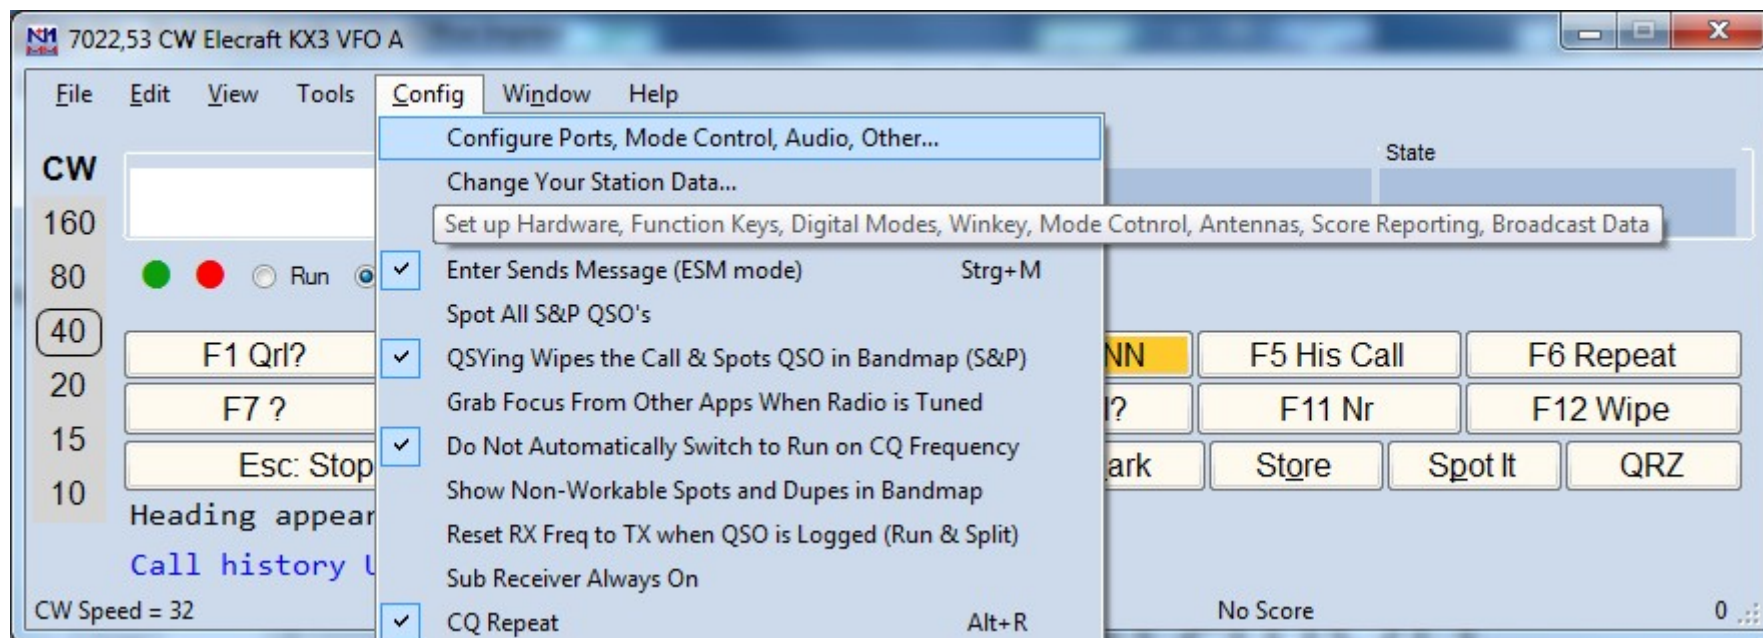 7022,53 CW Elecraft KX3 VFO A
File Edit View Tools Config Window Help
Configure Ports, Mode Control, Audio, Other...
CW State
Change Your Station Data...
160 Set up Hardware, Function Keys, Digital Modes, Winkey, Mode Cotnrol, Antennas, Score Reporting, Broadcast Data
80 Run Enter Sends Message (ESM mode) Strg+M
Spot All S&P QSO's
40 F1 Qrl? QSYing Wipes the Call & Spots QSO in Bandmap (S&P) NN F5 His Call F6 Repeat
20 F7 ? Grab Focus From Other Apps When Radio is Tuned ? F11 Nr F12 Wipe
15 Esc: Stop Do Not Automatically Switch to Run on CQ Frequency ark Store Spot It QRZ
10 Show Non-Workable Spots and Dupes in Bandmap
Heading appear
Reset RX Freq to TX when QSO is Logged (Run & Split)
Call history
Sub Receiver Always On
CW Speed = 32 CQ Repeat Alt+R No Score 0